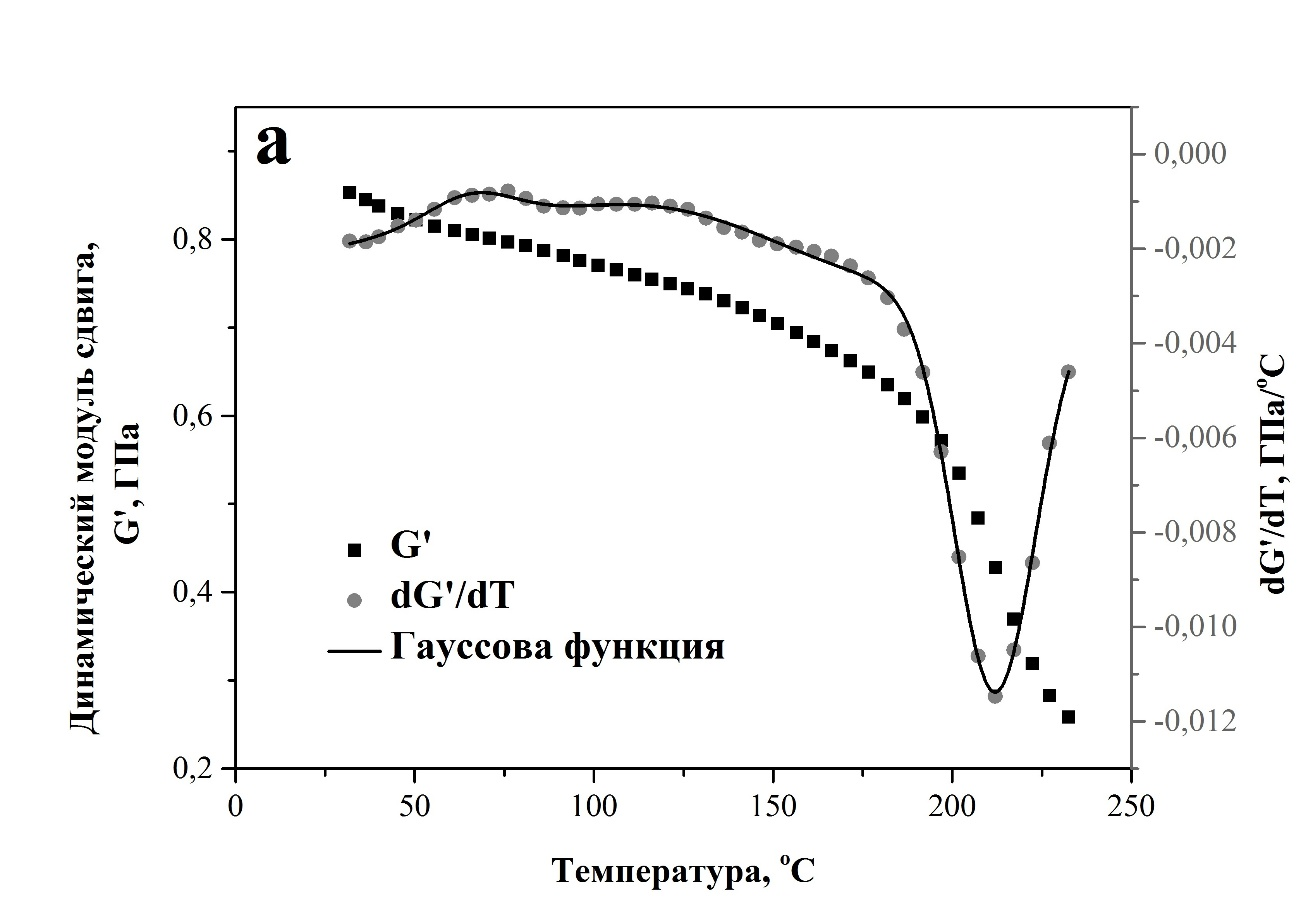 а
Динамический модуль сдвига,
G', ГПа
0,8
0,6
0,4
0,2
G'
dG'/dT
Гауссова функция
0,000
-0,002
-0,004
-0,006
-0,008
-0,010
-0,012
dG'/dT, ГПа/°С
0 50 100 150 200 250
Температура, °С